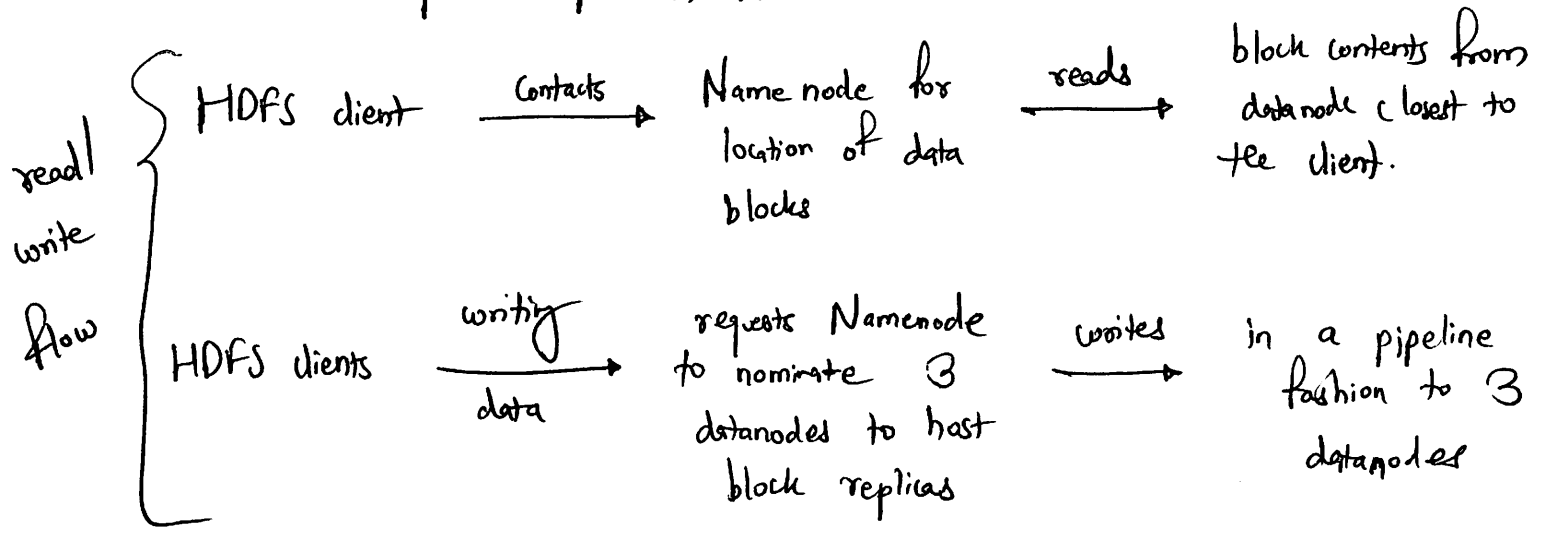 read/
write
flow
HDFS client
Contacts
Name node for
location of data
blocks
reads
block contents from
datanode closest to
the client.
HDFS clients
writing
data
requests Namenode
to nominate 3
datanodes to host
block replicas
writes
in a pipeline
fashion to 3
datanodes